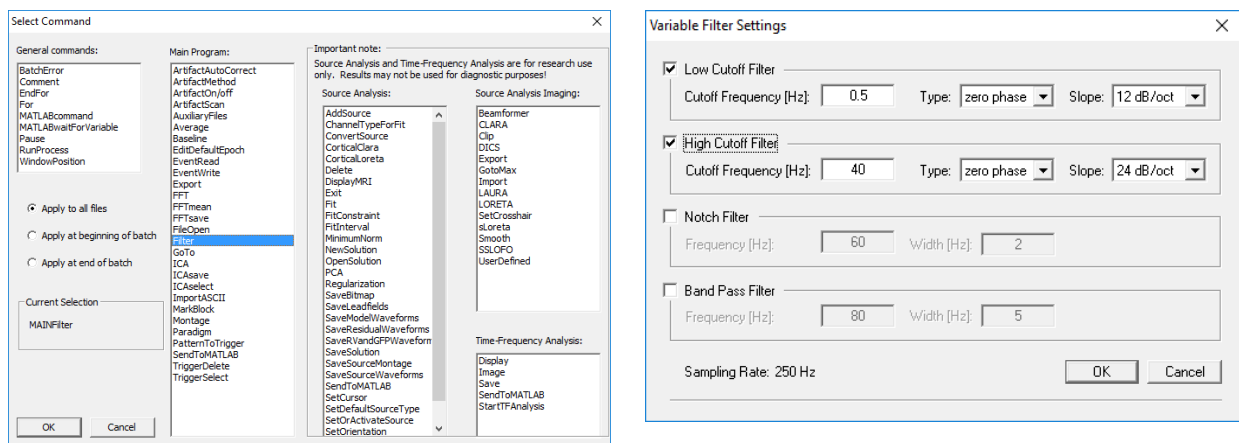 Select Command
General commands:
BatchError
Comment
EndFor
For
MATLABcommand
MATLABwaitForVariable
Pause
RunProcess
WindowPosition
Apply to all files
Apply at beginning of batch
Apply at end of batch
Current Selection
MAINFilter
OK
Cancel
Main Program:
ArtifactAutoCorrect
ArtifactMethod
ArtifactOn/off
ArtifactScan
AuxiliaryFiles
Average
Baseline
EditDefaultEpoch
EventRead
EventWrite
Export
FFT
FFTmean
FFTsave
FileOpen
Filter
GoTo
ICA
ICAsave
ICAselect
ImportASCII
MarkBlock
Montage
Paradigm
PatternToTrigger
SendToMATLAB
TriggerDelete
TriggerSelect
Important note:
Source Analysis and Time-Frequency Analysis are for research use
only. Results may not be used for diagnostic purposes!
Source Analysis:
AddSource
ChannelTypeForFit
ConvertSource
CorticalClara
CorticalLoreta
Delete
DisplayMRI
Exit
Fit
FitConstraint
FitInterval
MinimumNorm
NewSolution
OpenSolution
PCA
Regularization
SaveBitmap
SaveLeadfields
SaveModelWaveforms
SaveResidualWaveforms
SaveRVandGFPWaveform
SaveSolution
SaveSourceMontage
SaveSourceWaveforms
SendToMATLAB
SetCursor
SetDefaultSourceType
SetOrActivateSource
SetOrientation
Source Analysis Imaging:
Beamformer
CLARA
Clip
DICS
Export
GotoMax
Import
LAURA
LORETA
SetCrosshair
sLoreta
Smooth
SSLOFO
UserDefined
Time-Frequency Analysis:
Display
Image
Save
SendToMATLAB
StartTFAnalysis
Variable Filter Settings
Low Cutoff Filter
Cutoff Frequency [Hz]: 0.5 Type: zero phase Slope: 12 dB/oct
High Cutoff Filter
Cutoff Frequency [Hz]: 40 Type: zero phase Slope: 24 dB/oct
Notch Filter
Frequency [Hz]: 60 Width [Hz]: 2
Band Pass Filter
Frequency [Hz]: 80 Width [Hz]: 5
Sampling Rate: 250 Hz
OK
Cancel